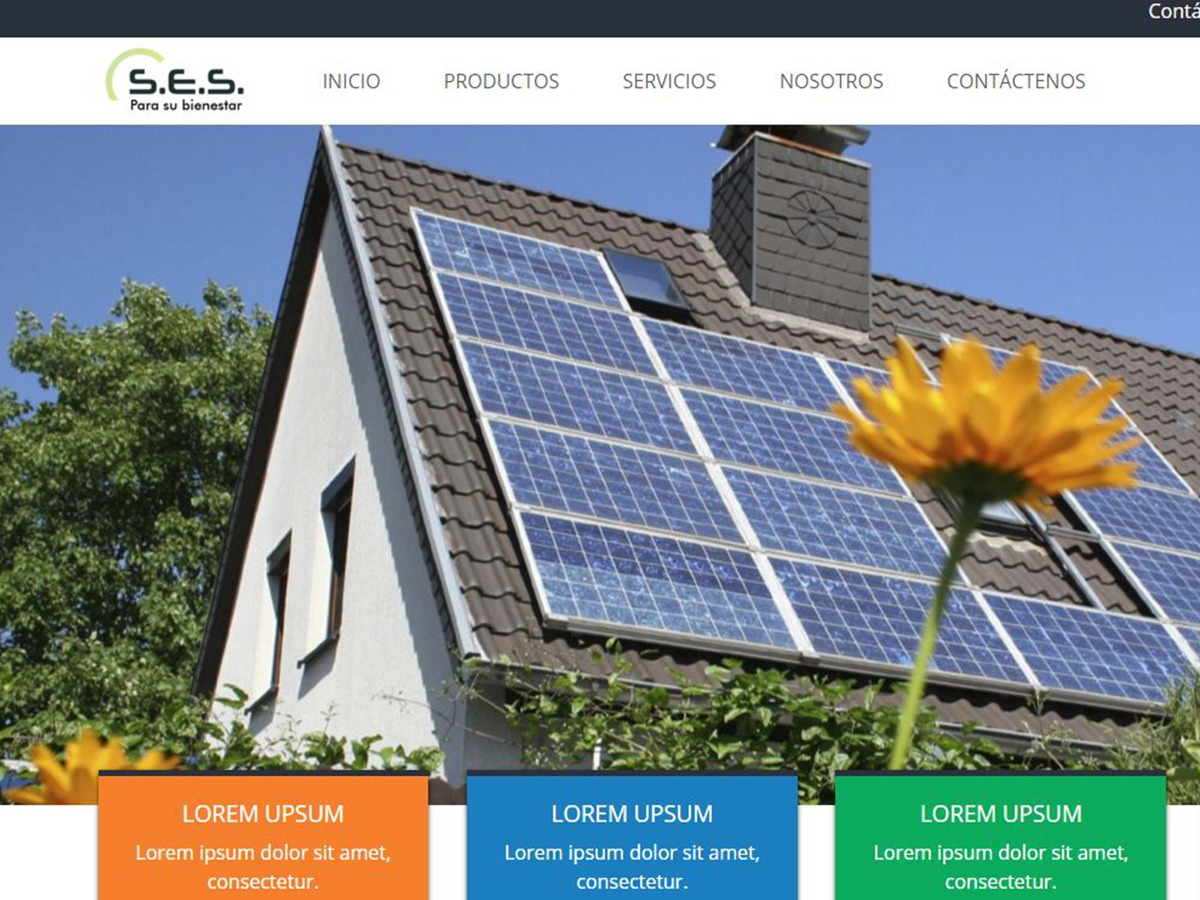 S.E.S.
Para su bienestar
INICIO
PRODUCTOS
SERVICIOS
NOSOTROS
CONTÁCTENOS
LOREM UPSUM
Lorem ipsum dolor sit amet,
consectetur.
LOREM UPSUM
Lorem ipsum dolor sit amet,
consectetur.
LOREM UPSUM
Lorem ipsum dolor sit amet,
consectetur.